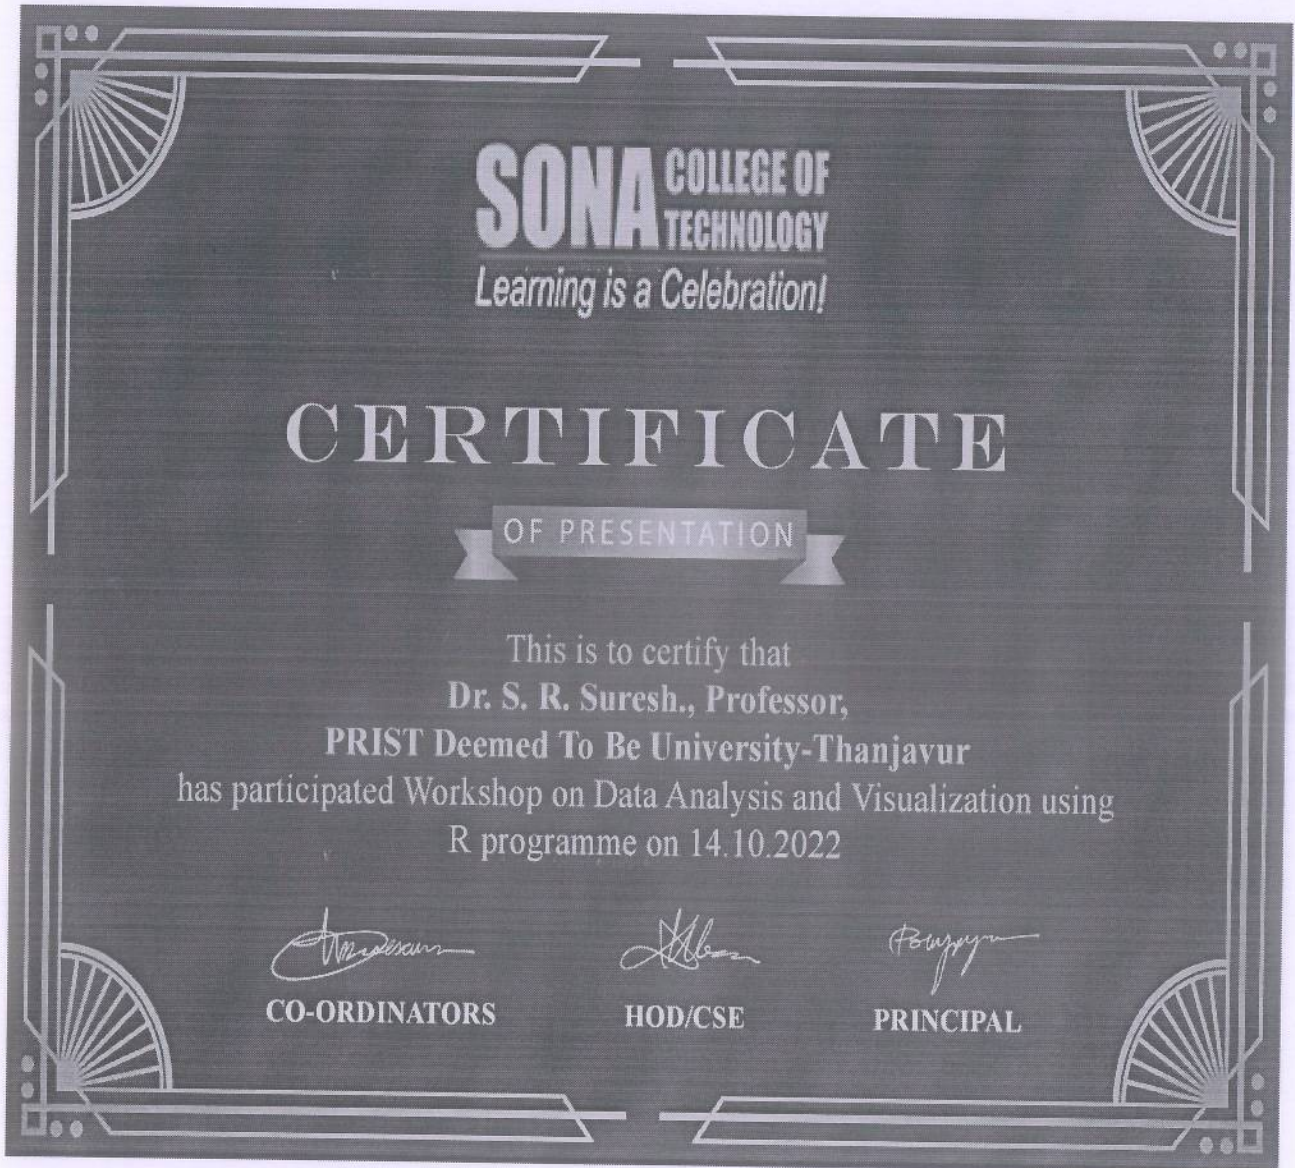 SONA COLLEGE OF
TECHNOLOGY
Learning is a Celebration!
CERTIFICATE
OF PRESENTATION
This is to certify that
Dr. S. R. Suresh., Professor,
PRIST Deemed To Be University-Thanjavur
has participated Workshop on Data Analysis and Visualization using
R programme on 14.10.2022
CO-ORDINATORS
HOD/CSE
PRINCIPAL